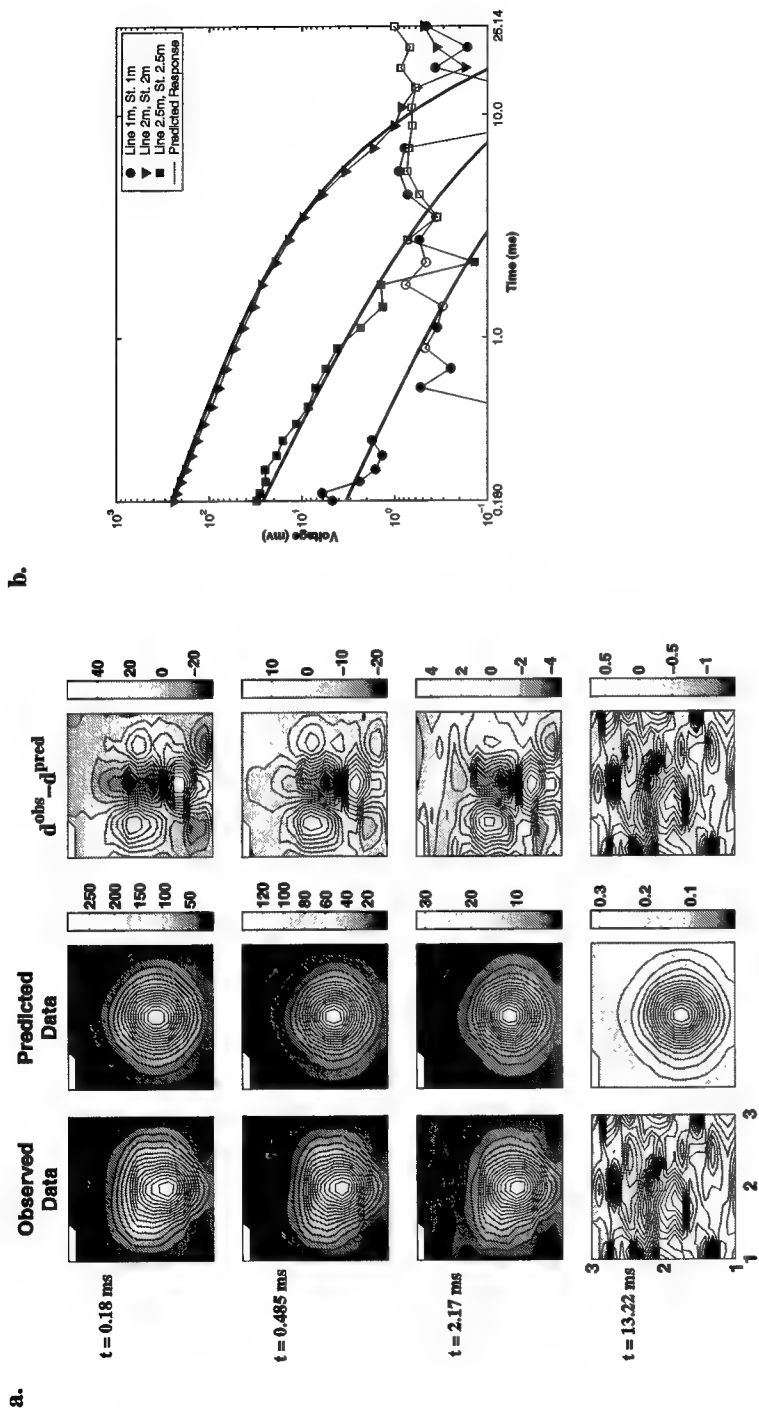 a.
Observed
Data
Predicted
Data
d^obs–d^pred
t = 0.18 ms
250
200
150
100
50
40
20
0
-20
t = 0.485 ms
120
100
80
60
40
20
10
0
-10
-20
t = 2.17 ms
30
20
10
4
2
0
-2
-4
t = 13.22 ms
3
2
1
1
2
3
0.3
0.2
0.1
0.5
0
-0.5
-1
b.
Voltage (mv)
10^3
10^2
10^1
10^0
10^-1
Line 1m, St. 1m
Line 2m, St. 2m
Line 2.5m, St. 2.5m
Predicted Response
0.180
1.0
10.0
25.14
Time (ms)